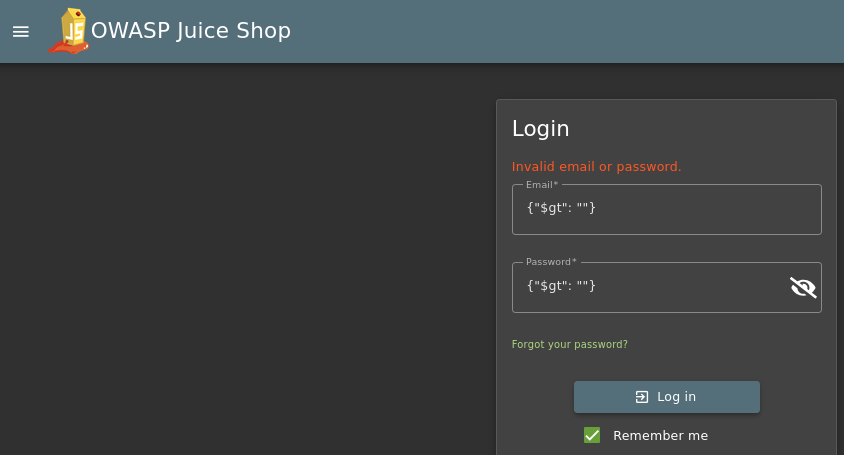 JS
OWASP Juice Shop
Login
Invalid email or password.
Email*
{"$gt": ""}
Password*
{"$gt": ""}
Forgot your password?
Log in
Remember me